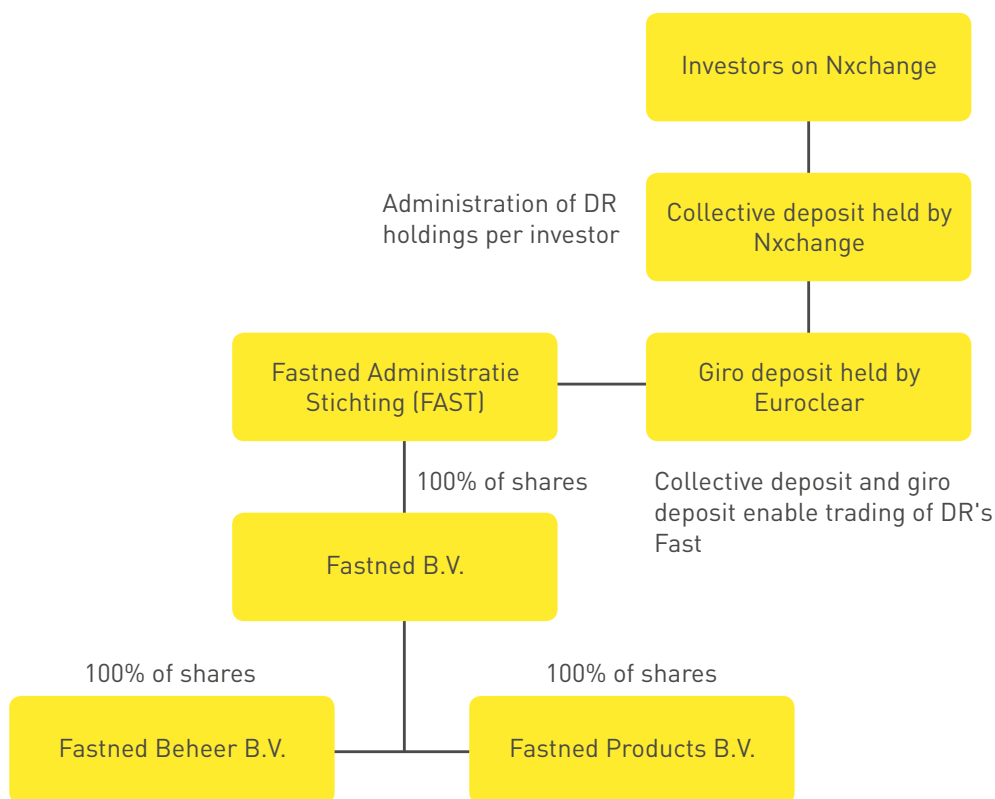 Investors on Nxchange
Administration of DR
holdings per investor
Collective deposit held by
Nxchange
Fastned Administratie
Stichting (FAST)
Giro deposit held by
Euroclear
100% of shares
Collective deposit and giro
deposit enable trading of DR's
Fast
Fastned B.V.
100% of shares
100% of shares
Fastned Beheer B.V.
Fastned Products B.V.